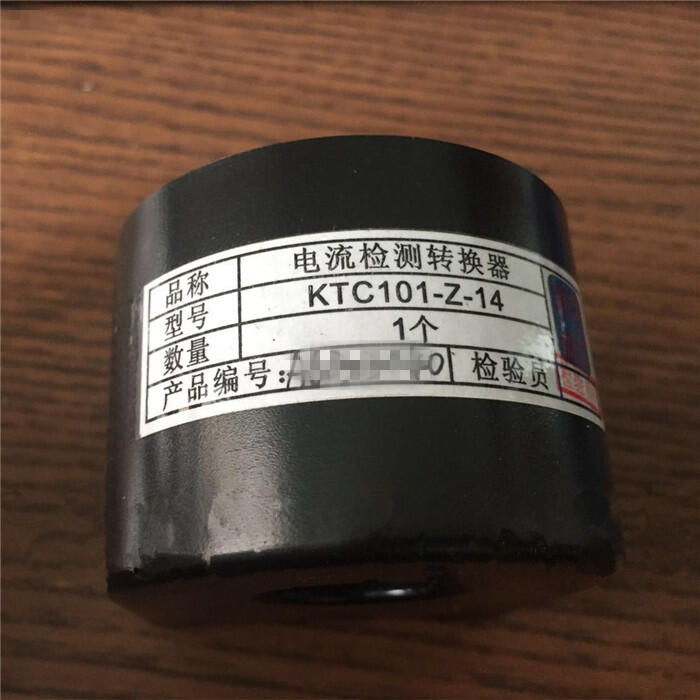 品称 电流检测转换器
型号 KTC101-Z-14
数量 1个
产品编号: 检验员